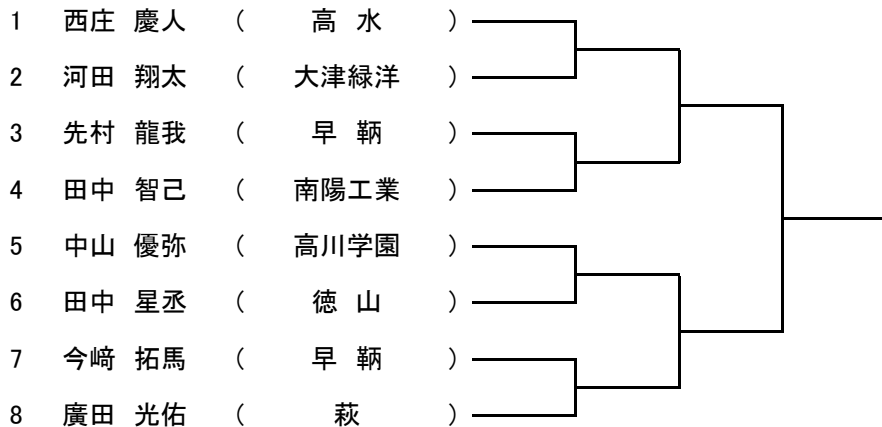 1 西庄 慶人 ( 高 水 )
2 河田 翔太 ( 大津緑洋 )
3 先村 龍我 ( 早 鞆 )
4 田中 智己 ( 南陽工業 )
5 中山 優弥 ( 高川学園 )
6 田中 星丞 ( 徳 山 )
7 今﨑 拓馬 ( 早 鞆 )
8 廣田 光佑 ( 萩 )